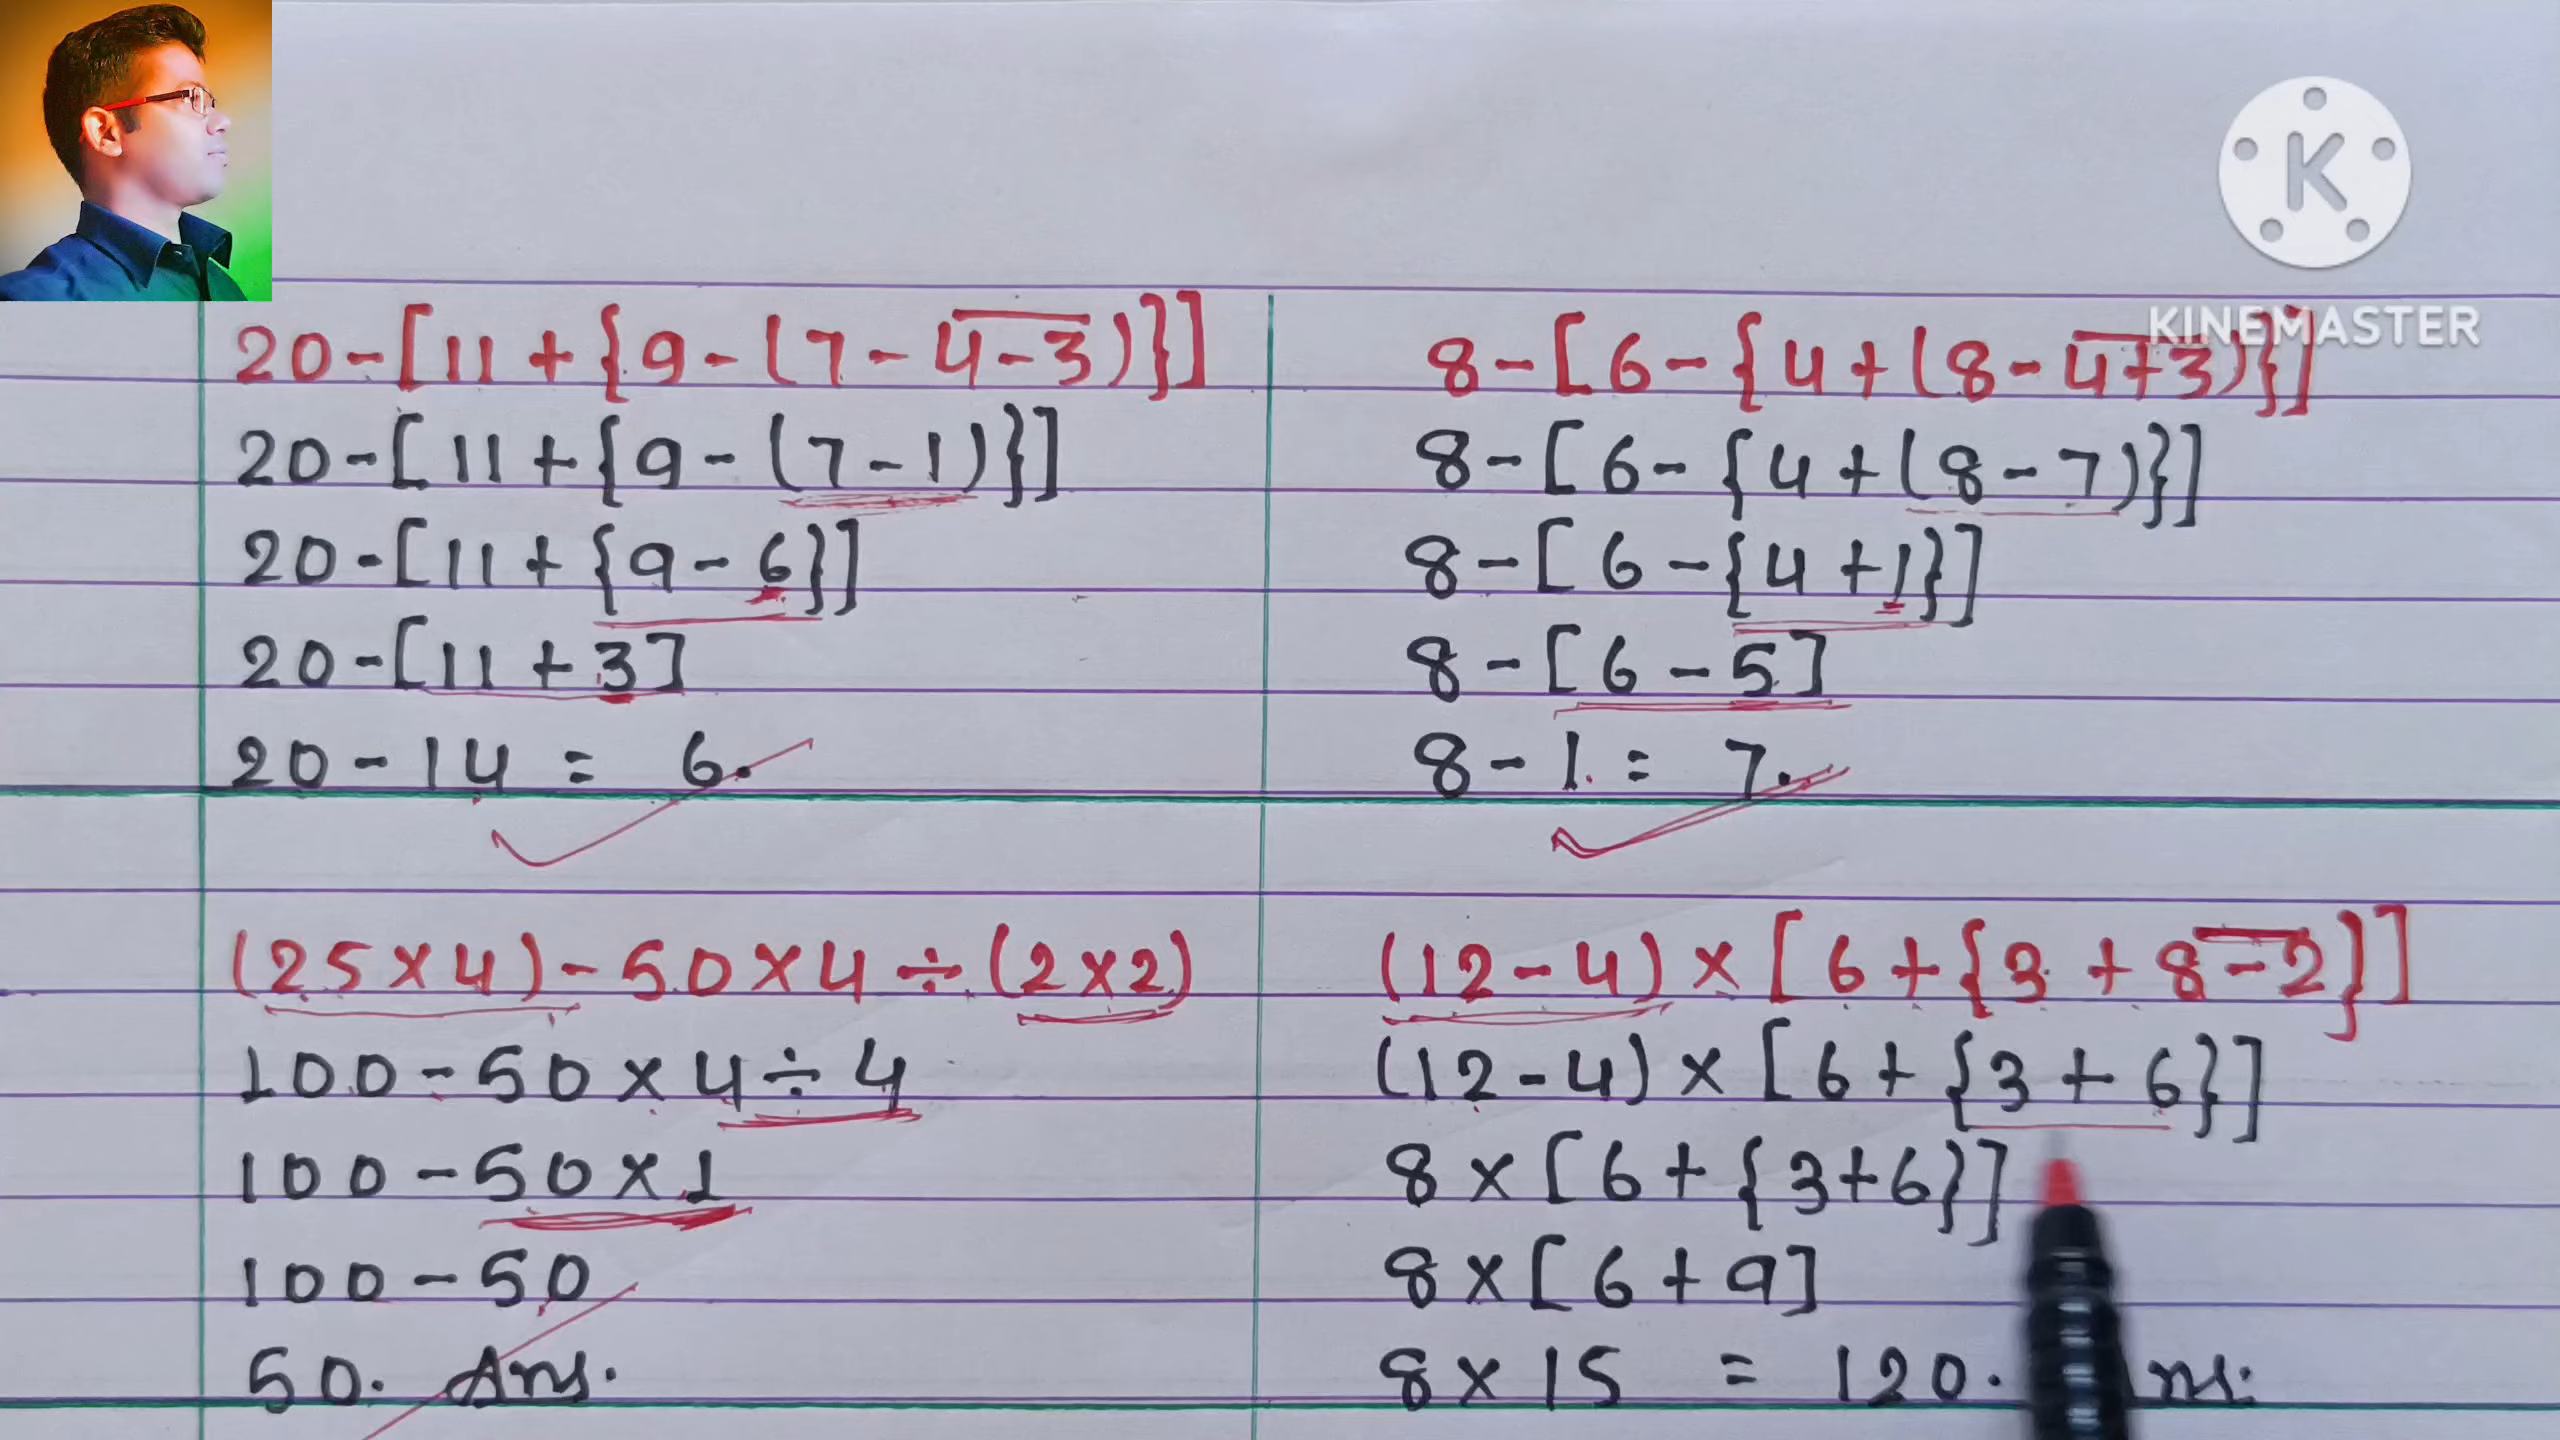 20-[11+{9-(7-4̅-̅3̅)}]
20-[11+{9-(7-1)}]
20-[11+{9-6}]
20-[11+3]
20-14 = 6.
8-[6-{4+(8-4̅+̅3̅)}]
8-[6-{4+(8-7)}]
8-[6-{4+1}]
8-[6-5]
8-1 = 7.
(25×4)-50×4÷(2×2)
100-50×4÷4
100-50×1
100-50
50. Ans.
(12-4)×[6+{3+8̅-̅2̅}]
(12-4)×[6+{3+6}]
8×[6+{3+6}]
8×[6+9]
8×15 = 120.
K
KINEMASTER